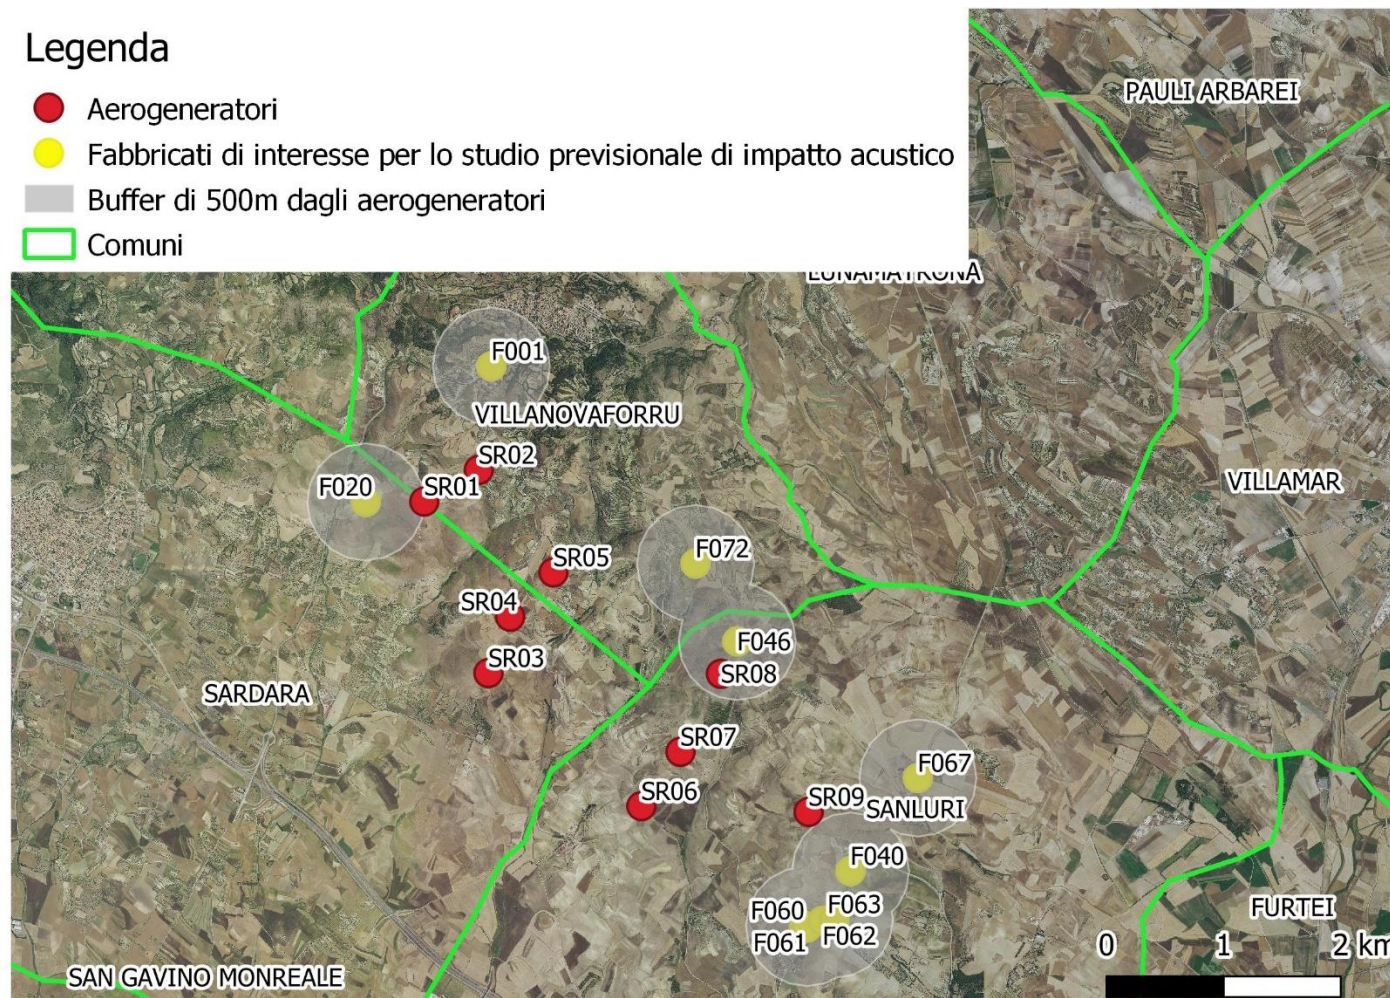 Legenda
Aerogeneratori
Fabbricati di interesse per lo studio previsionale di impatto acustico
Buffer di 500m dagli aerogeneratori
Comuni
PAULI ARBAREI
LUNAMATRONA
F001
VILLANOVAFORRU
SR02
F020
SR01
VILLAMAR
F072
SR05
SR04
F046
SR03
SR08
SARDARA
SR07
F067
SR06
SR09
SANLURI
F040
F060
F063
F061
F062
FURTEI
0 1 2 km
SAN GAVINO MONREALE